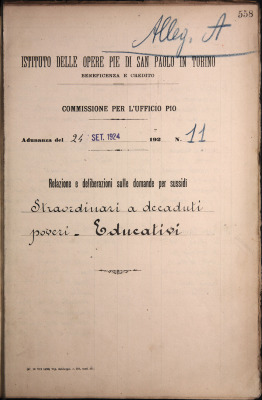 558
Alleg. A
ISTITUTO DELLE OPERE PIE DI SAN PAOLO IN TORINO
BENEFICENZA E CREDITO
COMMISSIONE PER L'UFFICIO PIO
Adunanza del 24 SET. 1924 192 N. 11
Relazione e deliberazioni sulle domande per sussidi
Straordinari a decaduti
poveri - Educativi